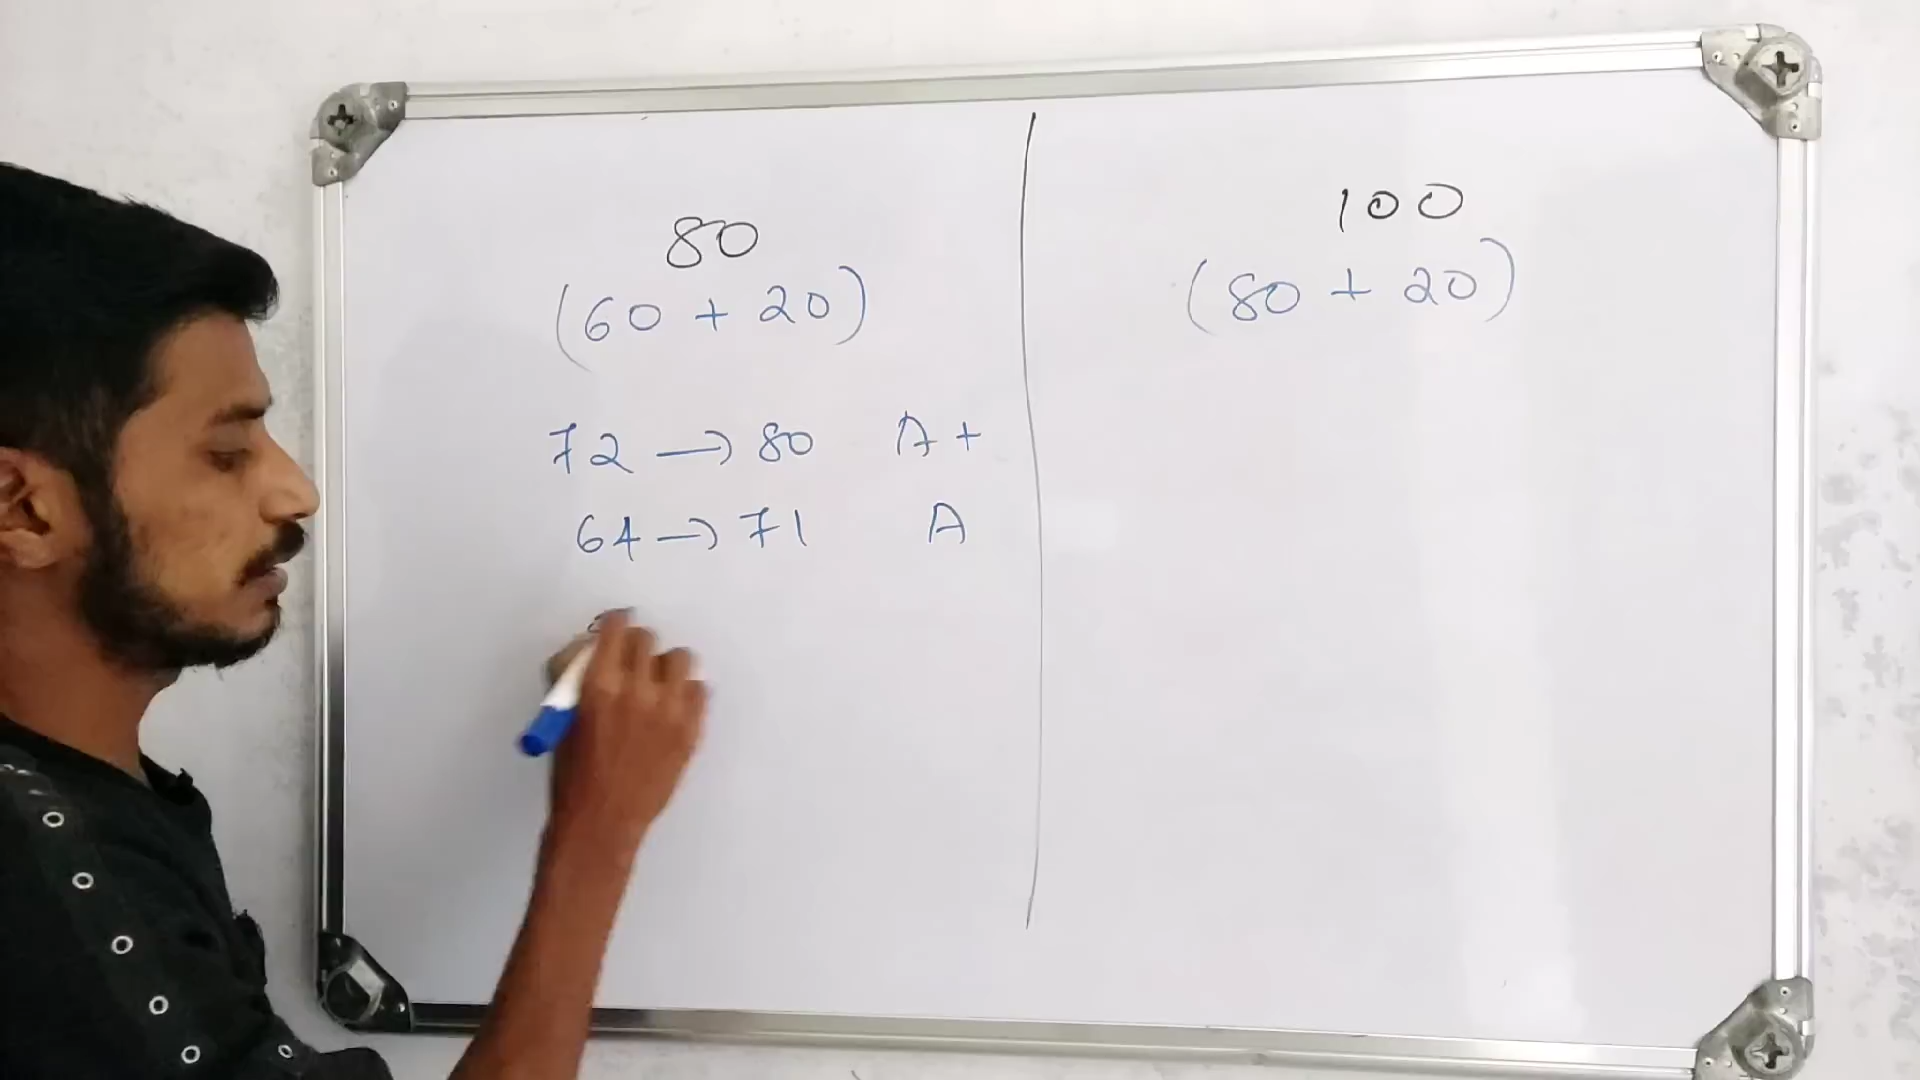 80
(60 + 20)
72 → 80 A+
64 → 71 A
100
(80 + 20)